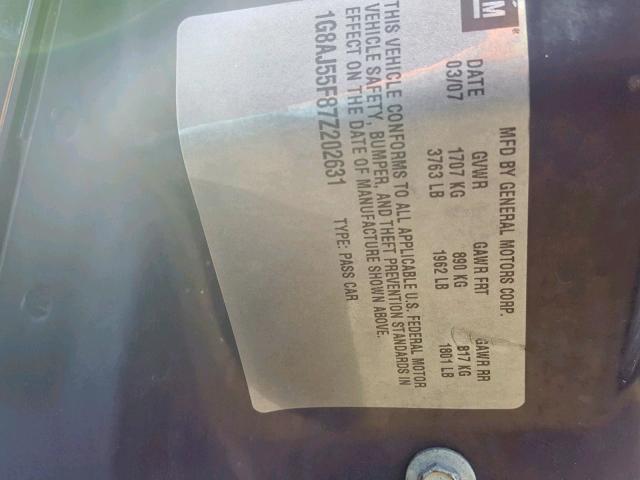 M
MFD BY GENERAL MOTORS CORP.
DATE GVWR GAWR FRT GAWR RR
03/07 1707 KG 890 KG 817 KG
3763 LB 1962 LB 1801 LB
THIS VEHICLE CONFORMS TO ALL APPLICABLE U.S. FEDERAL MOTOR
VEHICLE SAFETY, BUMPER, AND THEFT PREVENTION STANDARDS IN
EFFECT ON THE DATE OF MANUFACTURE SHOWN ABOVE.
1G8AJ55F87Z202631 TYPE: PASS CAR